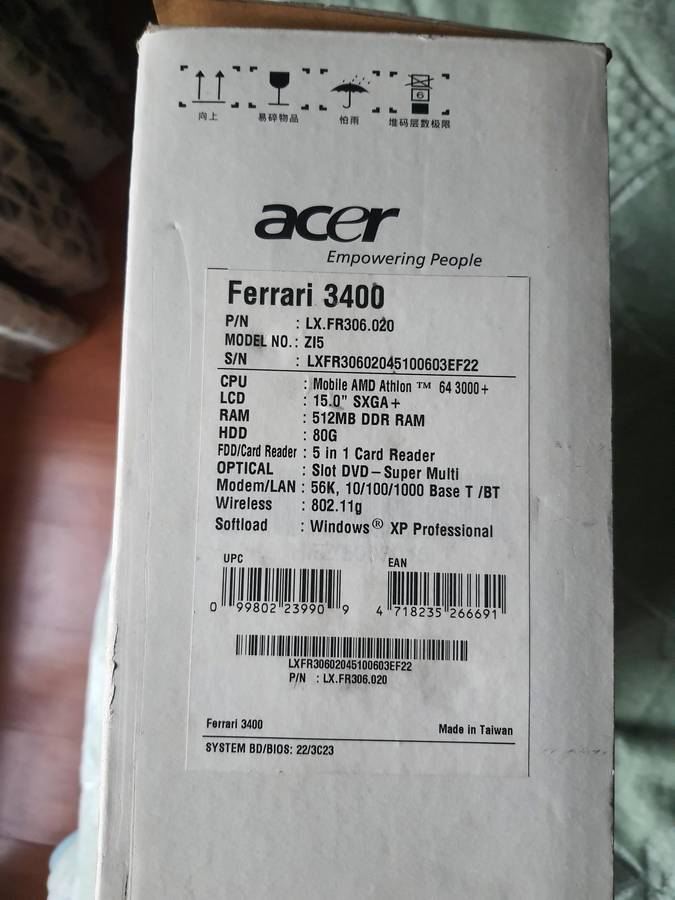 6
向上
易碎物品
怕雨
堆码层数极限
acer
Empowering People
Ferrari 3400
P/N : LX.FR306.020
MODEL NO. : ZI5
S/N : LXFR30602045100603EF22
CPU : Mobile AMD Athlon ™ 64 3000+
LCD : 15.0" SXGA+
RAM : 512MB DDR RAM
HDD : 80G
FDD/Card Reader : 5 in 1 Card Reader
OPTICAL : Slot DVD-Super Multi
Modem/LAN : 56K, 10/100/1000 Base T /BT
Wireless : 802.11g
Softload : Windows® XP Professional
UPC
EAN
0 99802 23990 9
4 718235 266691
LXFR30602045100603EF22
P/N : LX.FR306.020
Ferrari 3400
Made in Taiwan
SYSTEM BD/BIOS: 22/3C23